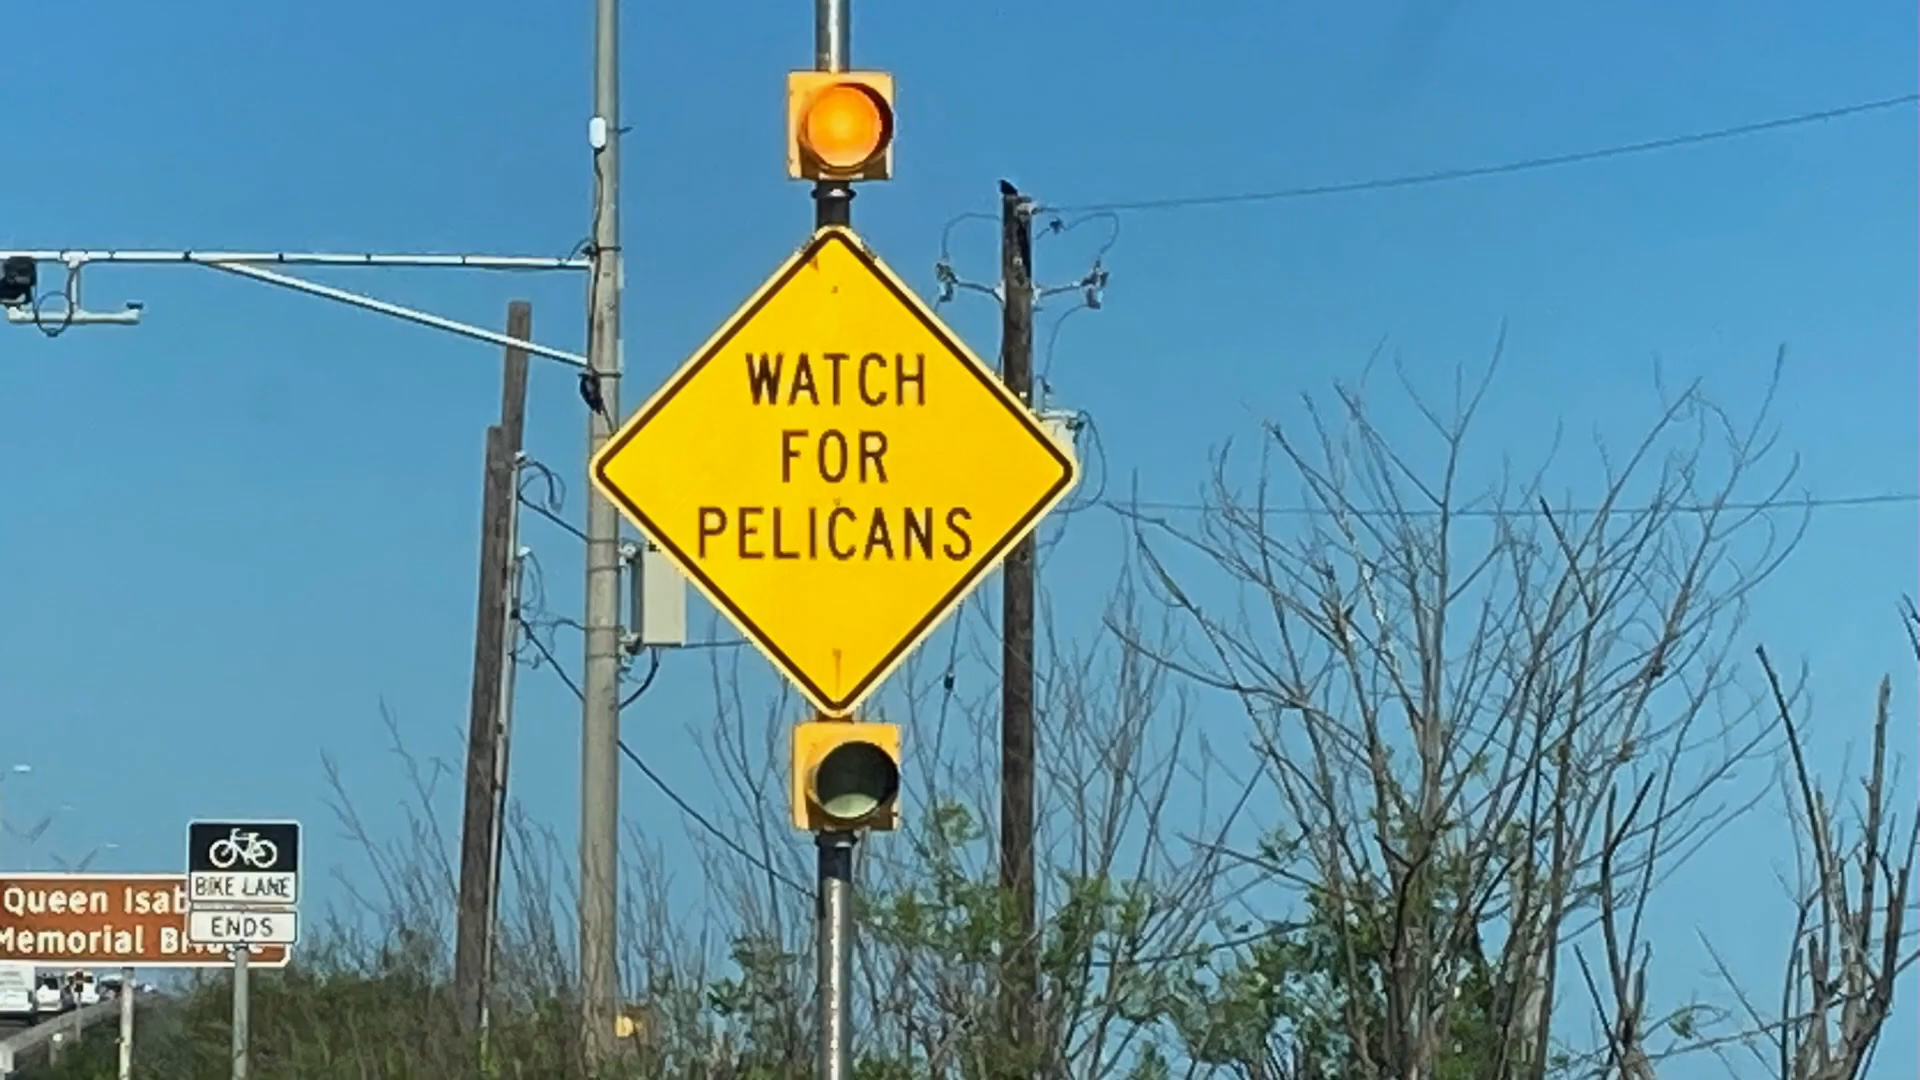 WATCH
FOR
PELICANS
BIKE LANE
ENDS
Queen Isab
Memorial